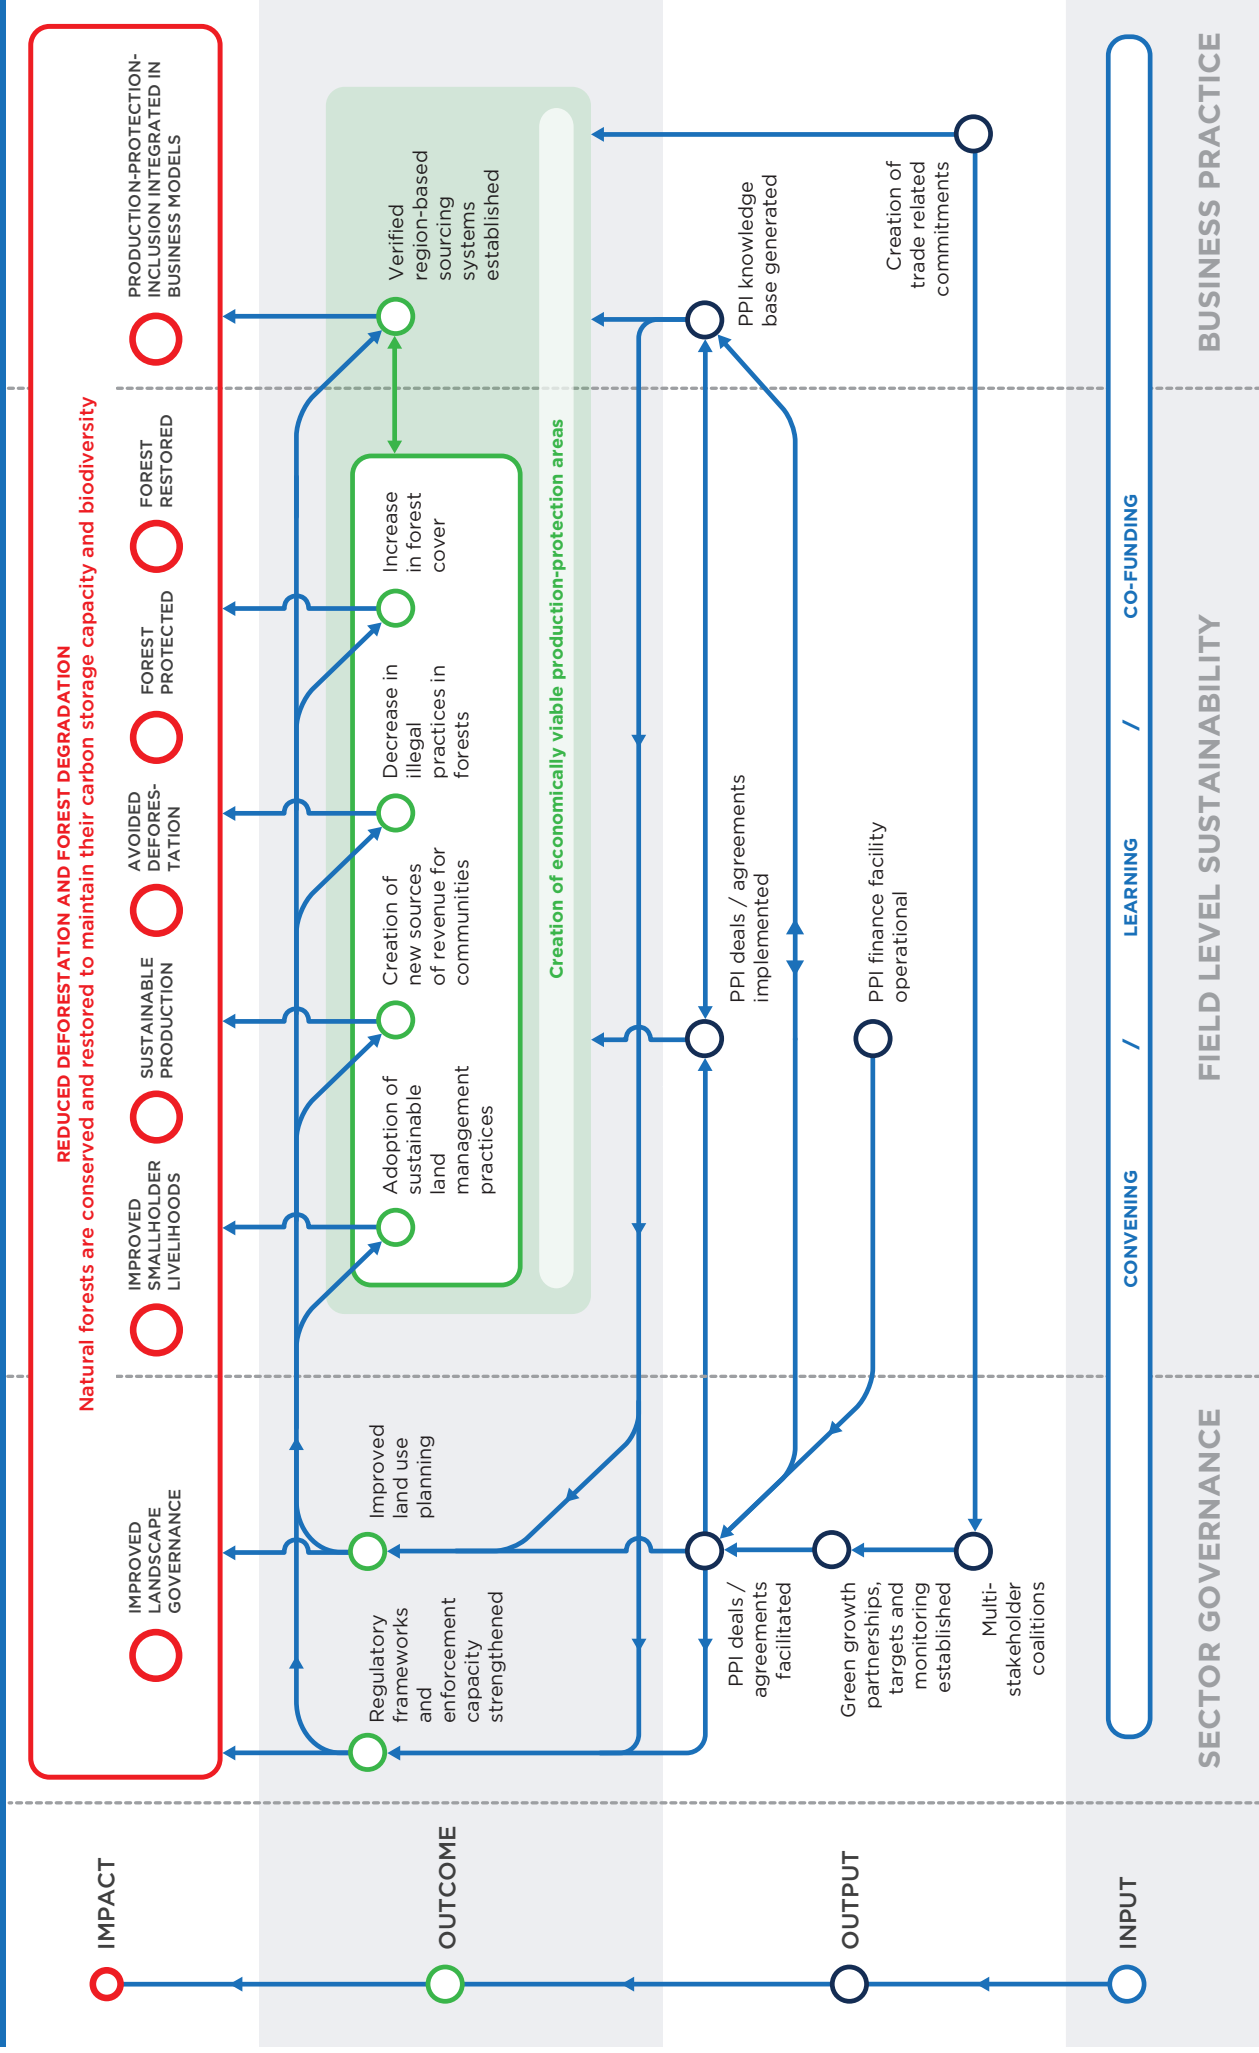 IMPACT
REDUCED DEFORESTATION AND FOREST DEGRADATION
Natural forests are conserved and restored to maintain their carbon storage capacity and biodiversity
IMPROVED
LANDSCAPE
GOVERNANCE
IMPROVED
SMALLHOLDER
LIVELIHOODS
SUSTAINABLE
PRODUCTION
AVOIDED
DEFORES-
TATION
FOREST
PROTECTED
FOREST
RESTORED
PRODUCTION-PROTECTION-
INCLUSION INTEGRATED IN
BUSINESS MODELS
OUTCOME
Regulatory
frameworks
and
enforcement
capacity
strengthened
Improved
land use
planning
Adoption of
sustainable
land
management
practices
Creation of
new sources
of revenue for
communities
Decrease in
illegal
practices in
forests
Increase
in forest
cover
Verified
region-based
sourcing
systems
established
Creation of economically viable production-protection areas
OUTPUT
PPI deals /
agreements
facilitated
PPI deals / agreements
implemented
PPI knowledge
base generated
Green growth
partnerships,
targets and
monitoring
established
PPI finance facility
operational
Creation of
trade related
commitments
Multi-
stakeholder
coalitions
INPUT
CONVENING / LEARNING / CO-FUNDING
SECTOR GOVERNANCE
FIELD LEVEL SUSTAINABILITY
BUSINESS PRACTICE